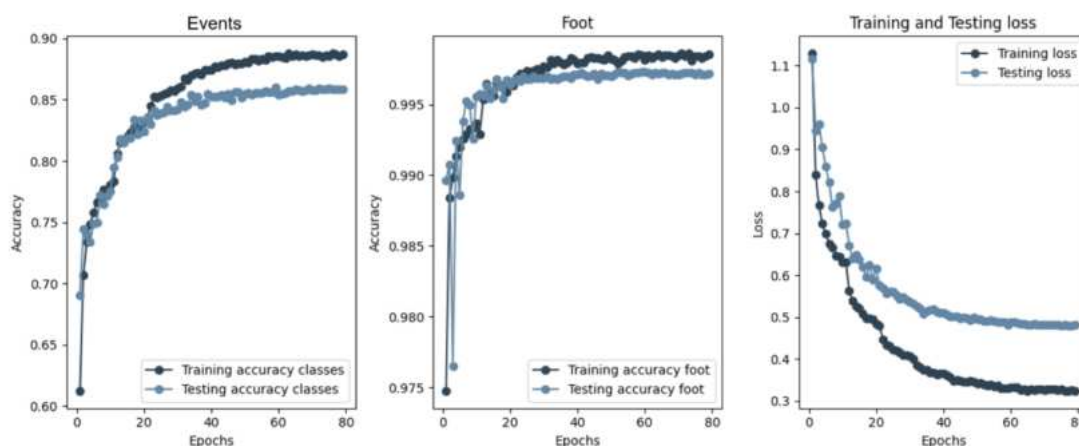 Events
0.90
0.85
0.80
0.75
0.70
0.65
0.60
Accuracy
0
20
40
60
80
Epochs
Training accuracy classes
Testing accuracy classes
Foot
0.995
0.990
0.985
0.980
0.975
Accuracy
0
20
40
60
80
Epochs
Training accuracy foot
Testing accuracy foot
Training and Testing loss
1.1
1.0
0.9
0.8
0.7
0.6
0.5
0.4
0.3
Loss
0
20
40
60
80
Epochs
Training loss
Testing loss